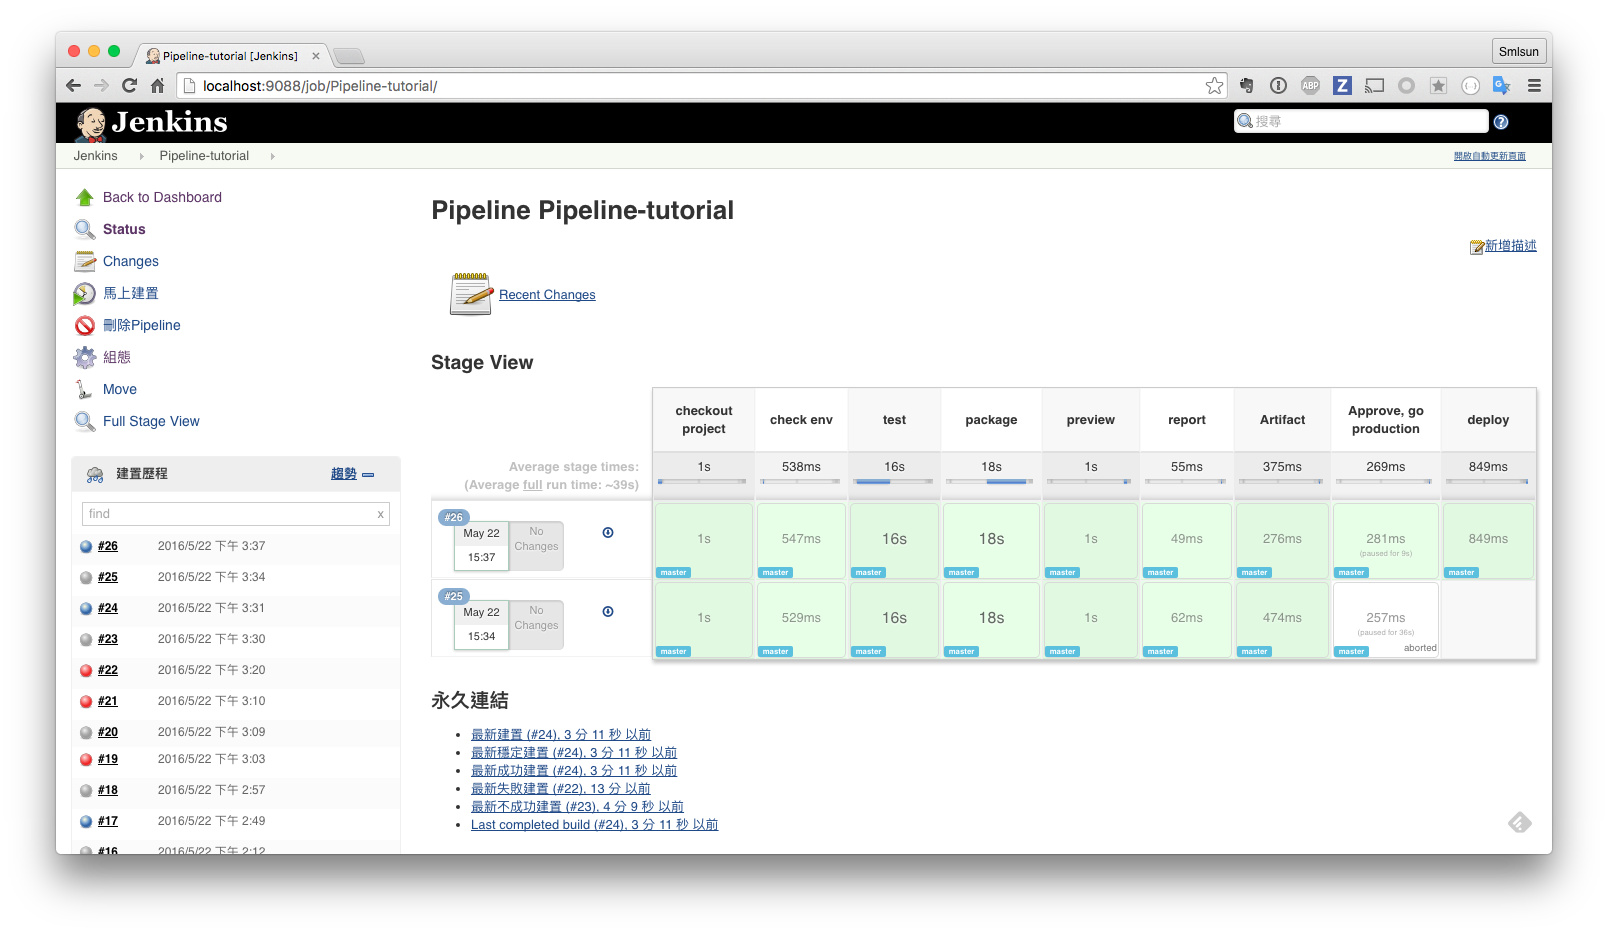 Pipeline-tutorial [Jenkins]
Smlsun
localhost:9088/job/Pipeline-tutorial/
ABP
Z
Jenkins
搜尋
Jenkins
Pipeline-tutorial
開啟自動更新頁面
Back to Dashboard
Status
Changes
馬上建置
刪除Pipeline
組態
Move
Full Stage View
建置歷程
趨勢
find
x
#26 2016/5/22 下午 3:37
#25 2016/5/22 下午 3:34
#24 2016/5/22 下午 3:31
#23 2016/5/22 下午 3:30
#22 2016/5/22 下午 3:20
#21 2016/5/22 下午 3:10
#20 2016/5/22 下午 3:09
#19 2016/5/22 下午 3:03
#18 2016/5/22 下午 2:57
#17 2016/5/22 下午 2:49
#16 2016/5/22 下午 2:12
Pipeline Pipeline-tutorial
新增描述
Recent Changes
Stage View
checkout project
check env
test
package
preview
report
Artifact
Approve, go production
deploy
Average stage times:
(Average full run time: ~39s)
1s 538ms 16s 18s 1s 55ms 375ms 269ms 849ms
#26
May 22
15:37
No Changes
1s 547ms 16s 18s 1s 49ms 276ms 281ms 849ms
(paused for 9s)
master master master master master master master master master
#25
May 22
15:34
No Changes
1s 529ms 16s 18s 1s 62ms 474ms 257ms
(paused for 36s)
aborted
master master master master master master master master
永久連結
最新建置 (#24), 3 分 11 秒 以前
最新穩定建置 (#24), 3 分 11 秒 以前
最新成功建置 (#24), 3 分 11 秒 以前
最新失敗建置 (#22), 13 分 以前
最新不成功建置 (#23), 4 分 9 秒 以前
Last completed build (#24), 3 分 11 秒 以前